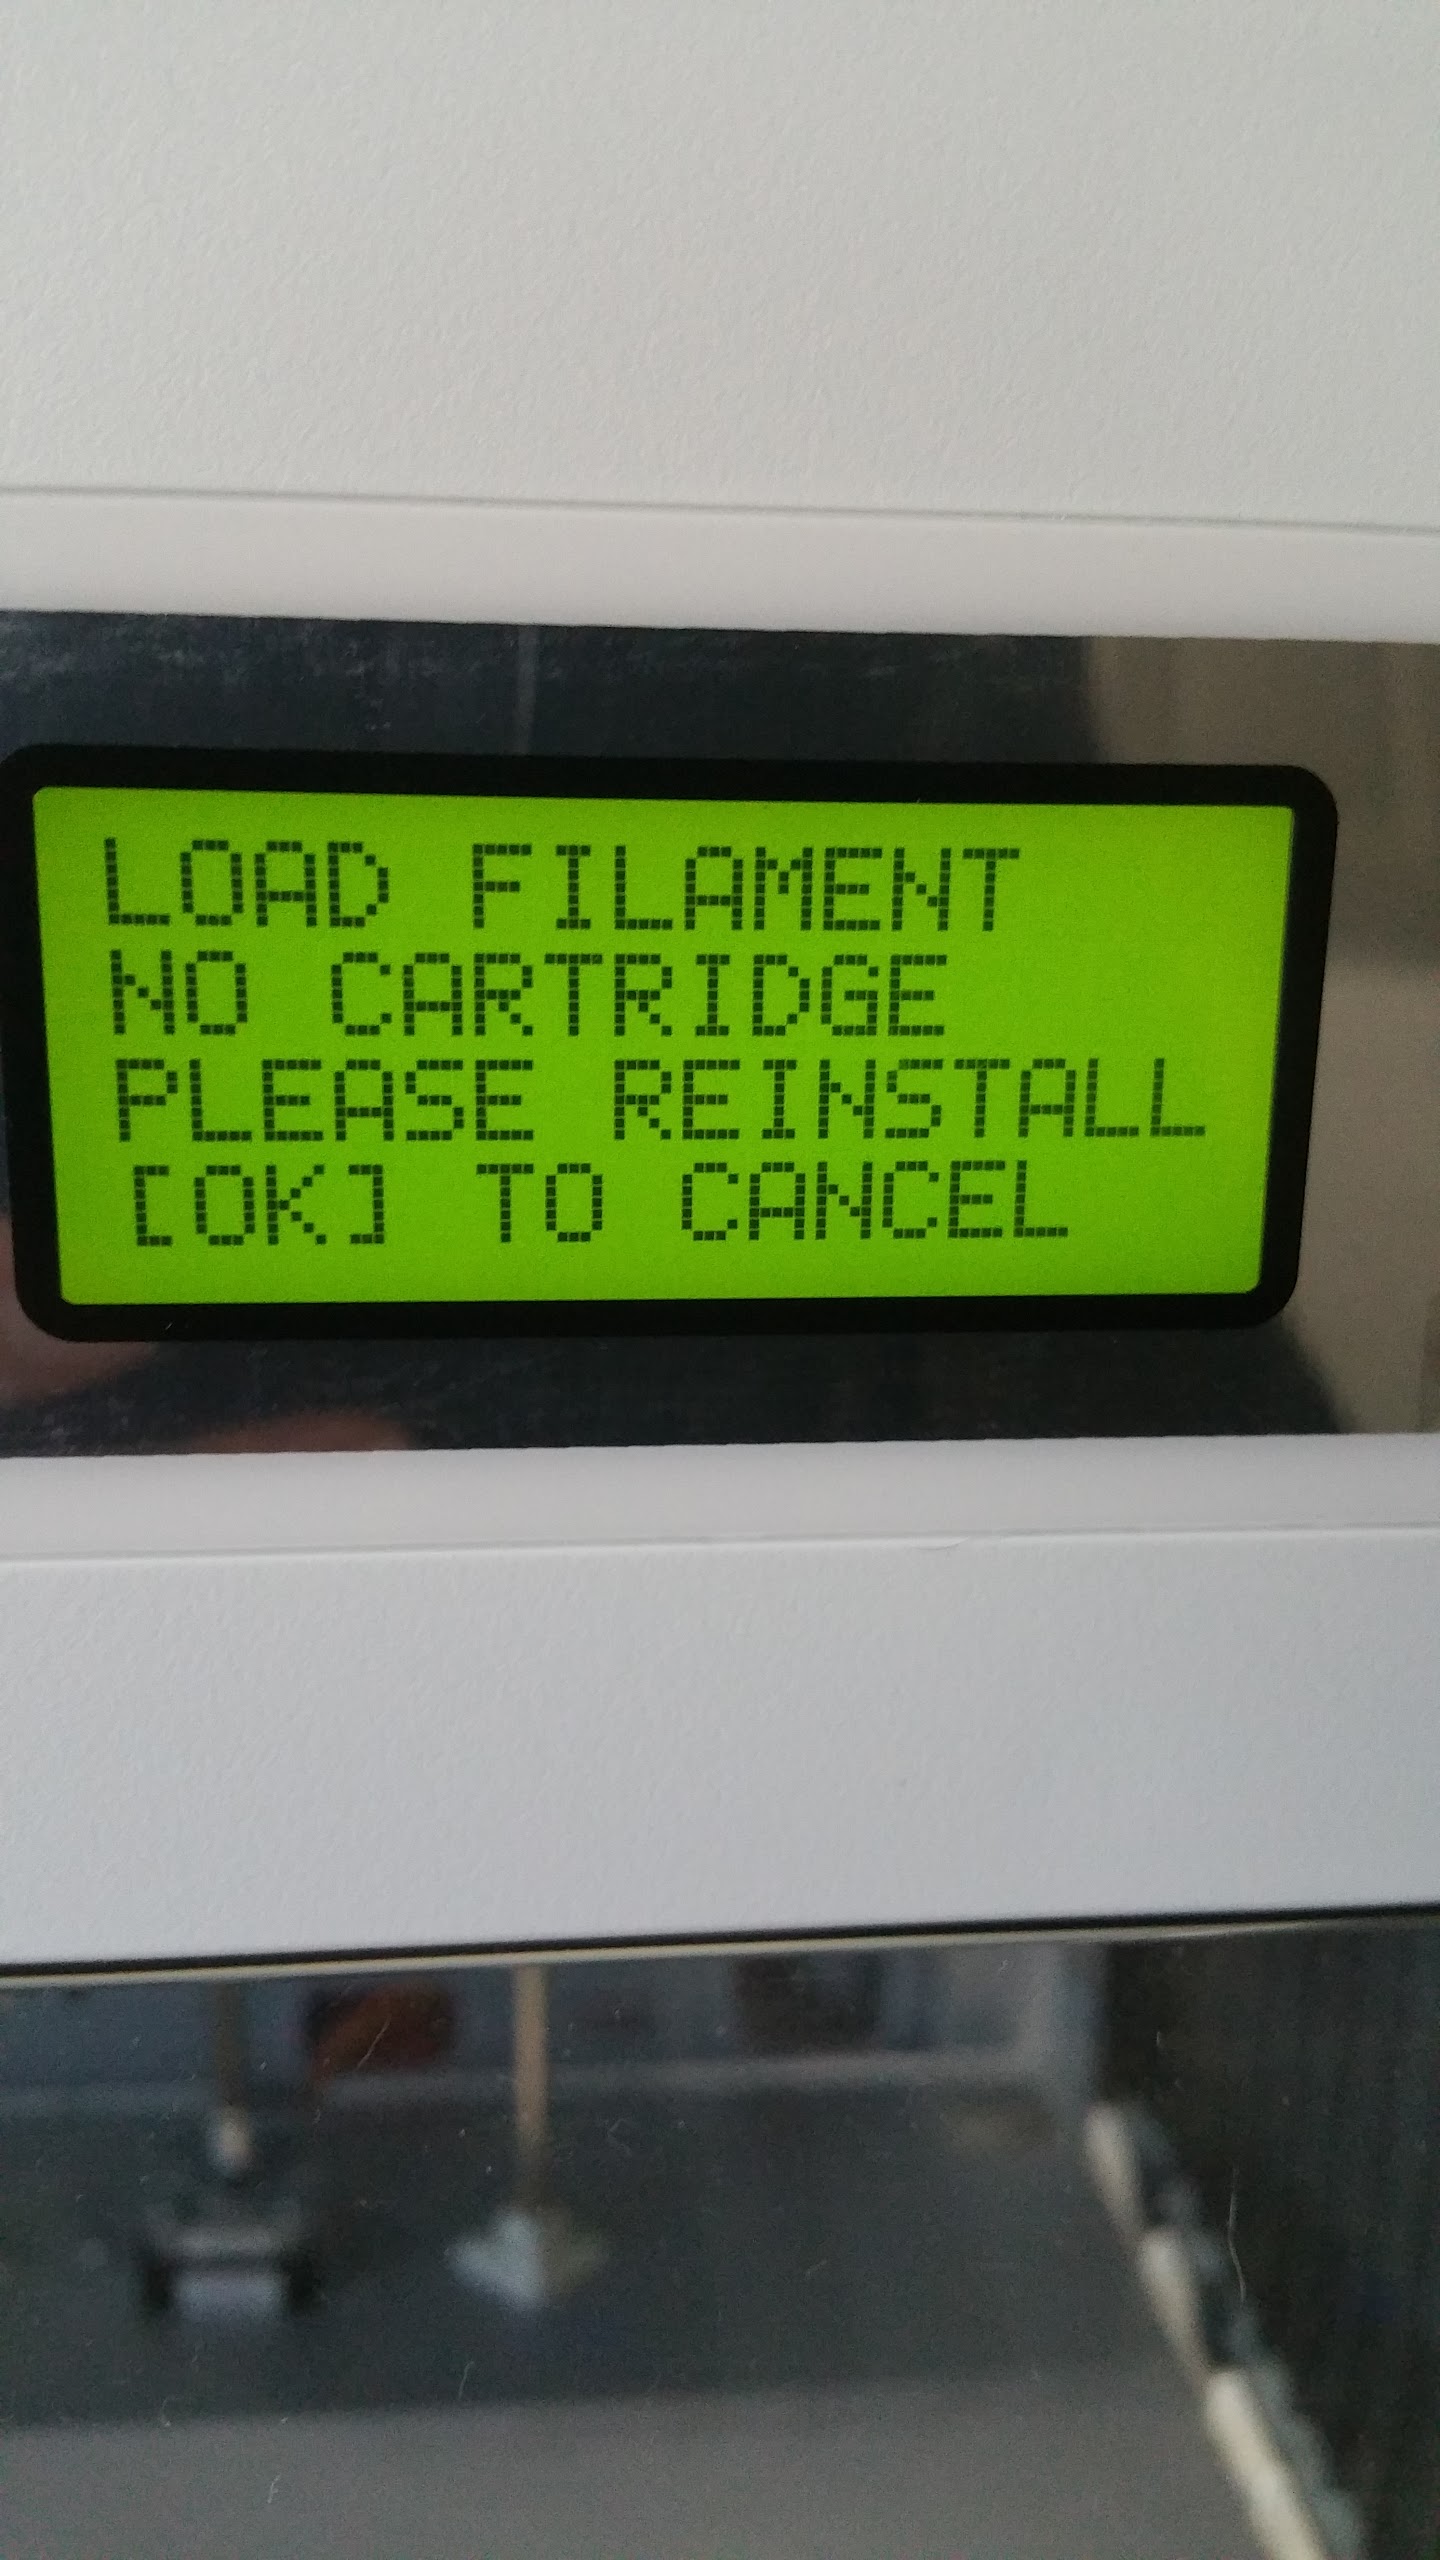 LOAD FILAMENT
NO CARTRIDGE
PLEASE REINSTALL
[OK] TO CANCEL